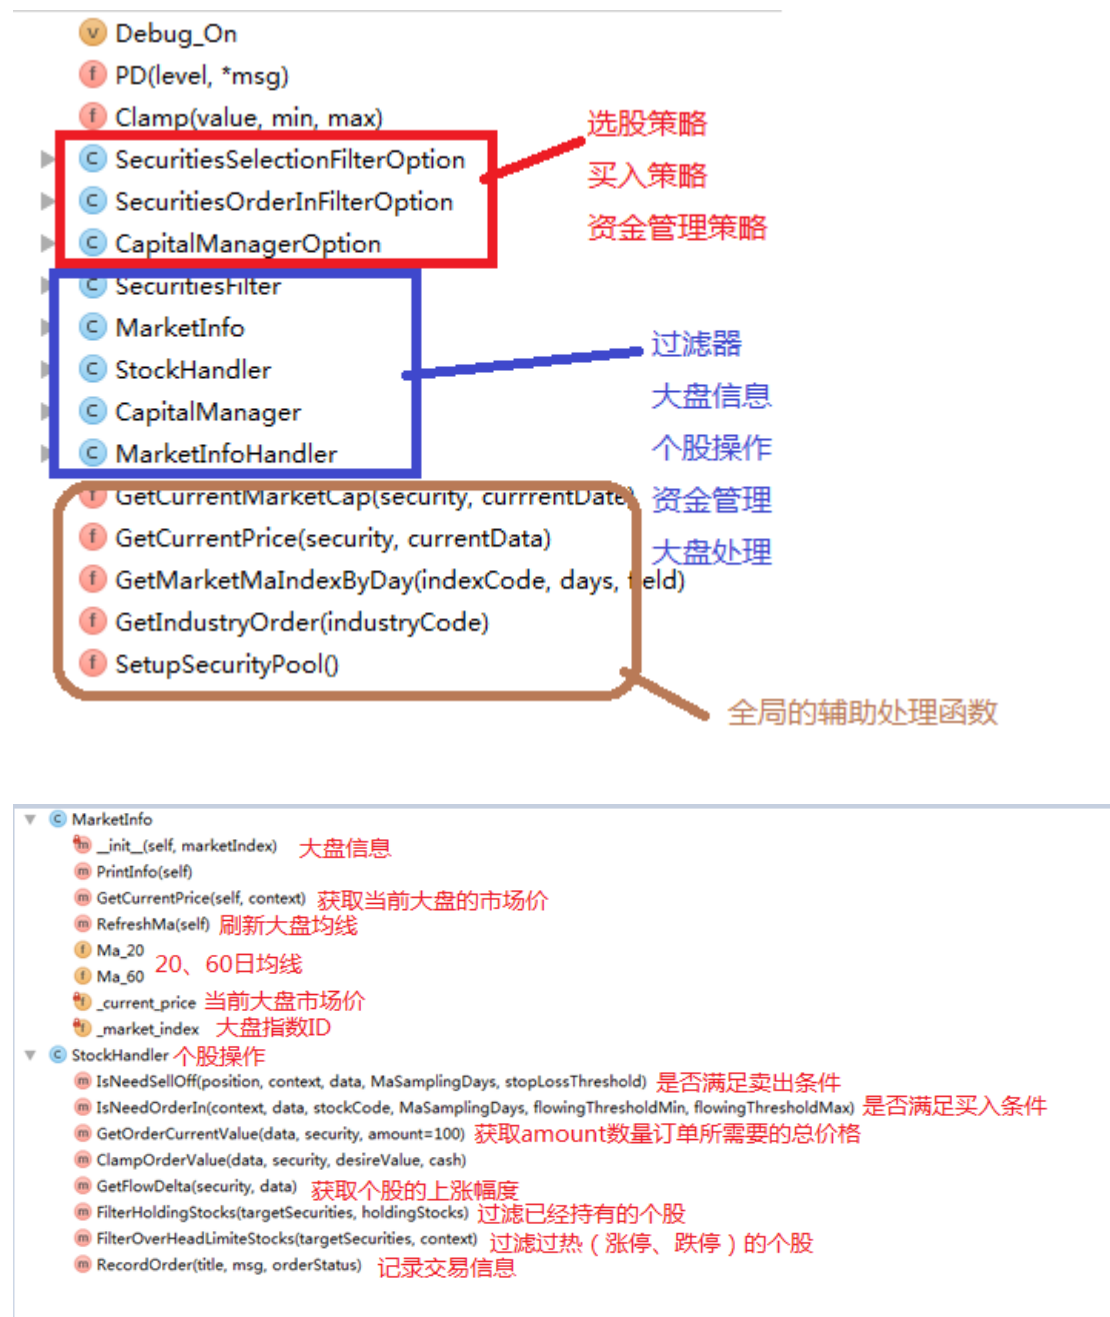 Debug_On
PD(level, *msg)
Clamp(value, min, max)
SecuritiesSelectionFilterOption
SecuritiesOrderInFilterOption
CapitalManagerOption
选股策略
买入策略
资金管理策略
SecuritiesFilter
MarketInfo
StockHandler
CapitalManager
MarketInfoHandler
过滤器
大盘信息
个股操作
资金管理
大盘处理
GetCurrentMarketCap(security, currrentDate)
GetCurrentPrice(security, currentData)
GetMarketMaIndexByDay(indexCode, days, field)
GetIndustryOrder(industryCode)
SetupSecurityPool()
全局的辅助处理函数
MarketInfo
__init__(self, marketIndex) 大盘信息
PrintInfo(self)
GetCurrentPrice(self, context) 获取当前大盘的市场价
RefreshMa(self) 刷新大盘均线
Ma_20
Ma_60
20、60日均线
_current_price 当前大盘市场价
_market_index 大盘指数ID
StockHandler 个股操作
IsNeedSellOff(position, context, data, MaSamplingDays, stopLossThreshold) 是否满足卖出条件
IsNeedOrderIn(context, data, stockCode, MaSamplingDays, flowingThresholdMin, flowingThresholdMax) 是否满足买入条件
GetOrderCurrentValue(data, security, amount=100) 获取amount数量订单所需要的总价格
ClampOrderValue(data, security, desireValue, cash)
GetFlowDelta(security, data) 获取个股的上涨幅度
FilterHoldingStocks(targetSecurities, holdingStocks) 过滤已经持有的个股
FilterOverHeadLimiteStocks(targetSecurities, context) 过滤过热（涨停、跌停）的个股
RecordOrder(title, msg, orderStatus) 记录交易信息